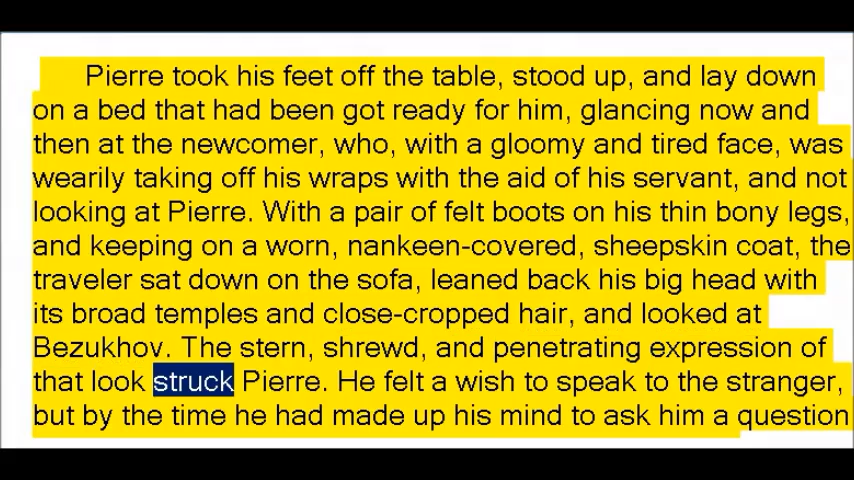 Pierre took his feet off the table, stood up, and lay down
on a bed that had been got ready for him, glancing now and
then at the newcomer, who, with a gloomy and tired face, was
wearily taking off his wraps with the aid of his servant, and not
looking at Pierre. With a pair of felt boots on his thin bony legs,
and keeping on a worn, nankeen-covered, sheepskin coat, the
traveler sat down on the sofa, leaned back his big head with
its broad temples and close-cropped hair, and looked at
Bezukhov. The stern, shrewd, and penetrating expression of
that look struck Pierre. He felt a wish to speak to the stranger,
but by the time he had made up his mind to ask him a question